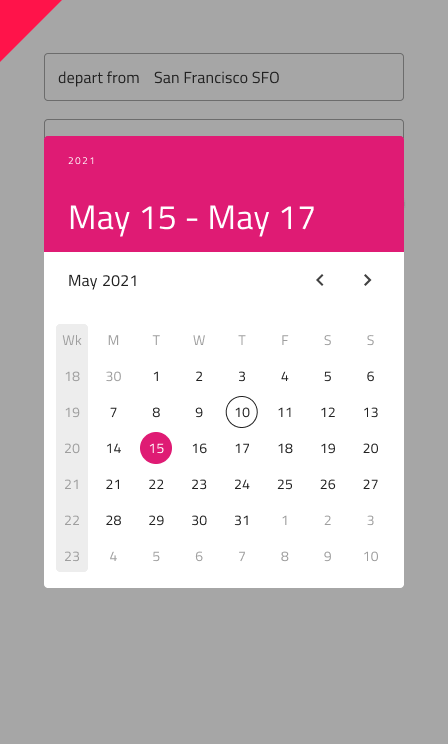 depart from San Francisco SFO
2021
May 15 - May 17
May 2021
Wk M T W T F S S
18 30 1 2 3 4 5 6
19 7 8 9 10 11 12 13
20 14 15 16 17 18 19 20
21 21 22 23 24 25 26 27
22 28 29 30 31 1 2 3
23 4 5 6 7 8 9 10